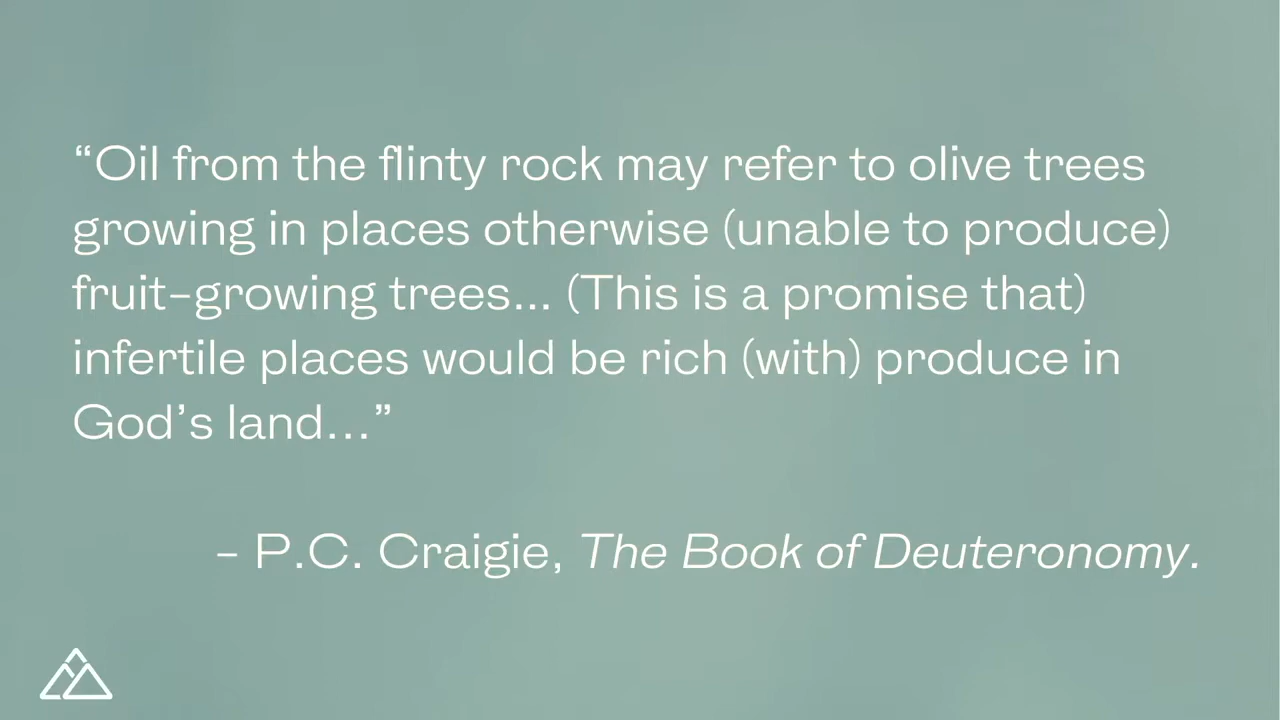 “Oil from the flinty rock may refer to olive trees
growing in places otherwise (unable to produce)
fruit-growing trees... (This is a promise that)
infertile places would be rich (with) produce in
God’s land...”
– P.C. Craigie, The Book of Deuteronomy.